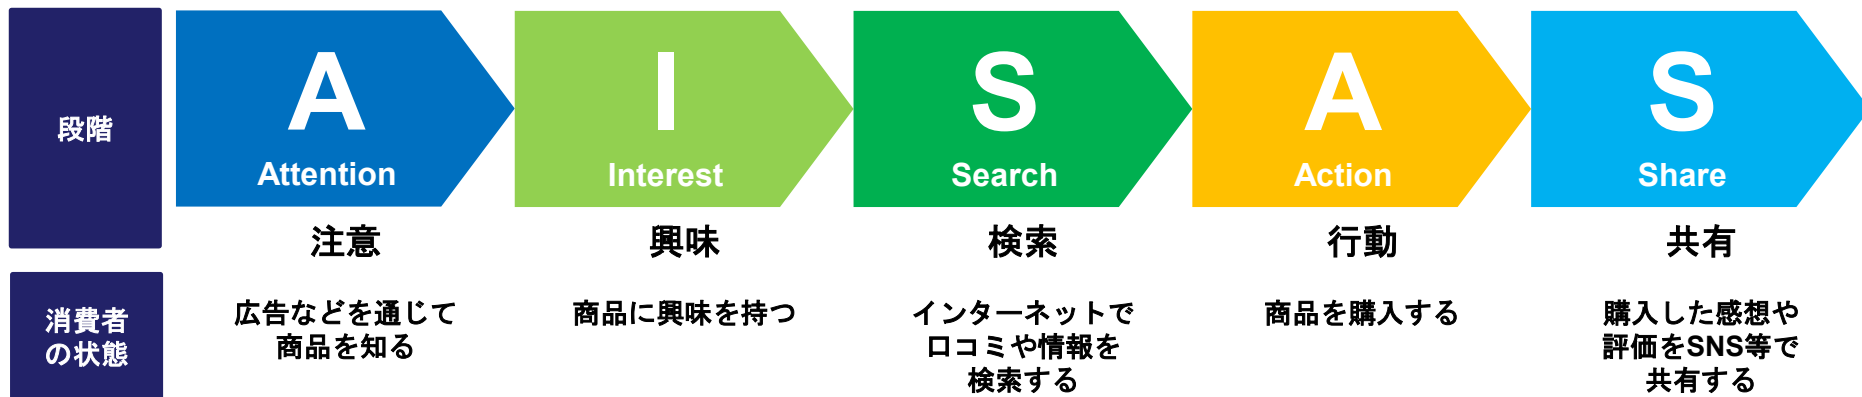 段階
A
Attention
注意
I
Interest
興味
S
Search
検索
A
Action
行動
S
Share
共有
消費者
の状態
広告などを通じて
商品を知る
商品に興味を持つ
インターネットで
口コミや情報を
検索する
商品を購入する
購入した感想や
評価をSNS等で
共有する